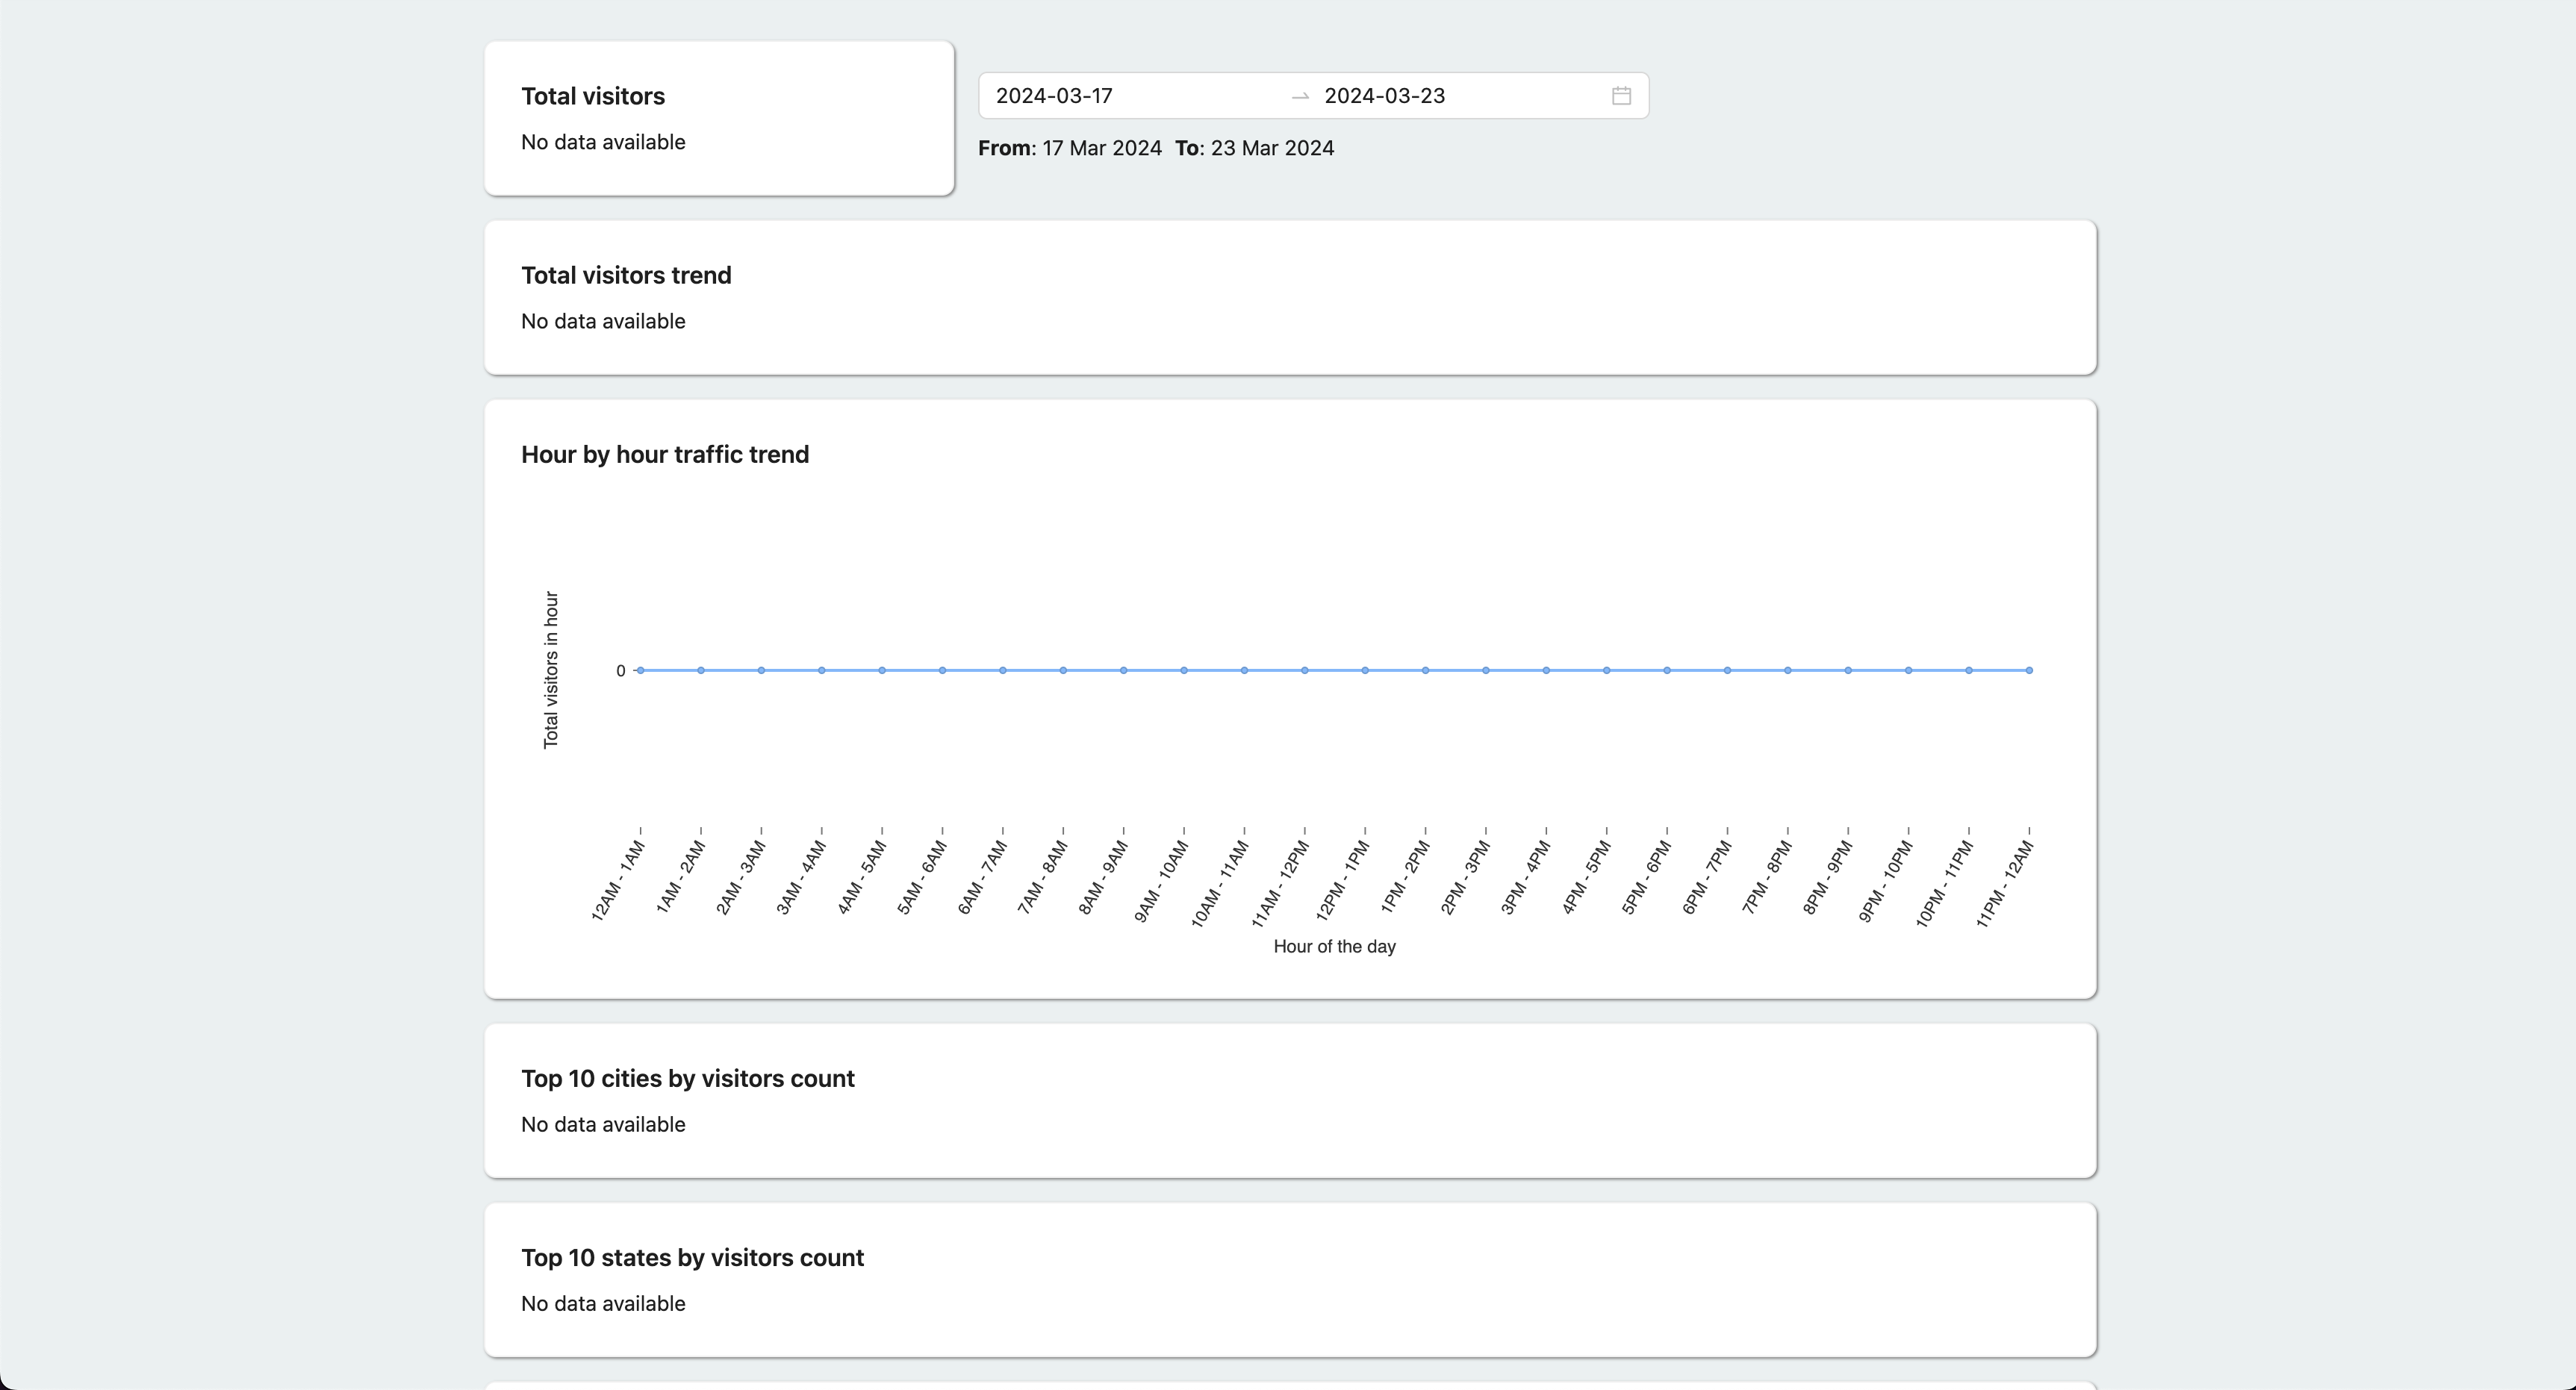 Total visitors
No data available
2024-03-17 2024-03-23
From: 17 Mar 2024 To: 23 Mar 2024
Total visitors trend
No data available
Hour by hour traffic trend
Total visitors in hour
0
12AM - 1AM
1AM - 2AM
2AM - 3AM
3AM - 4AM
4AM - 5AM
5AM - 6AM
6AM - 7AM
7AM - 8AM
8AM - 9AM
9AM - 10AM
10AM - 11AM
11AM - 12PM
12PM - 1PM
1PM - 2PM
2PM - 3PM
3PM - 4PM
4PM - 5PM
5PM - 6PM
6PM - 7PM
7PM - 8PM
8PM - 9PM
9PM - 10PM
10PM - 11PM
11PM - 12AM
Hour of the day
Top 10 cities by visitors count
No data available
Top 10 states by visitors count
No data available